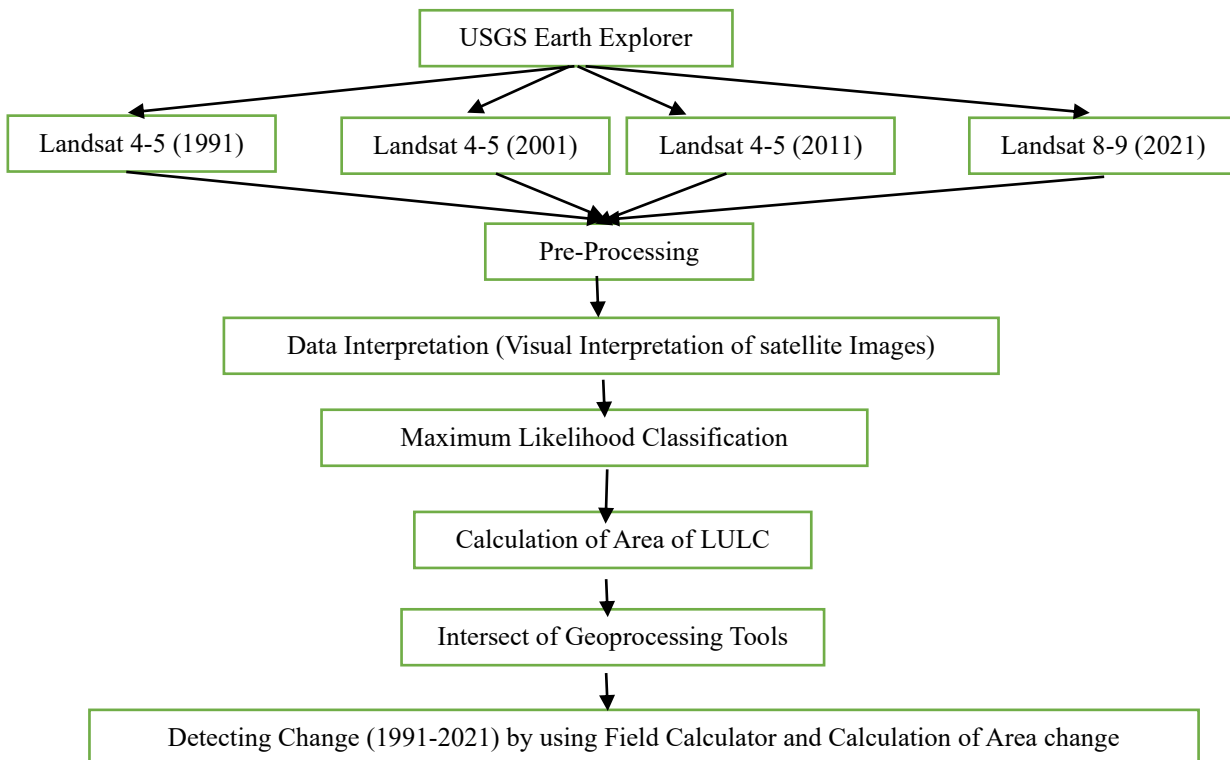 USGS Earth Explorer
Landsat 4-5 (1991)
Landsat 4-5 (2001)
Landsat 4-5 (2011)
Landsat 8-9 (2021)
Pre-Processing
Data Interpretation (Visual Interpretation of satellite Images)
Maximum Likelihood Classification
Calculation of Area of LULC
Intersect of Geoprocessing Tools
Detecting Change (1991-2021) by using Field Calculator and Calculation of Area change